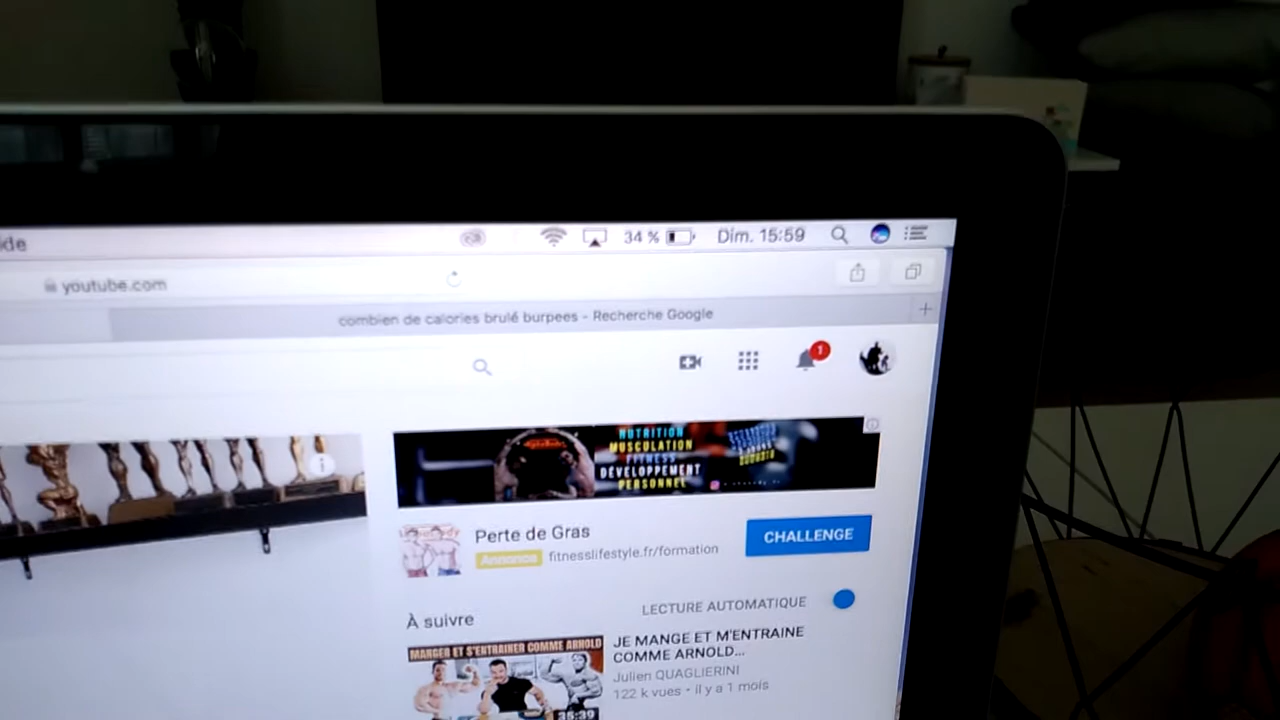 ide
34 %
Dim. 15:59
youtube.com
combien de calories brulé burpees - Recherche Google
+
1
NUTRITION
MUSCULATION
FITNESS
DÉVELOPPEMENT
PERSONNEL
Perte de Gras
Annonce
fitnesslifestyle.fr/formation
CHALLENGE
À suivre
LECTURE AUTOMATIQUE
MANGER ET S'ENTRAINER COMME ARNOLD
35:39
JE MANGE ET M'ENTRAINE
COMME ARNOLD...
Julien QUAGLIERINI
122 k vues • il y a 1 mois